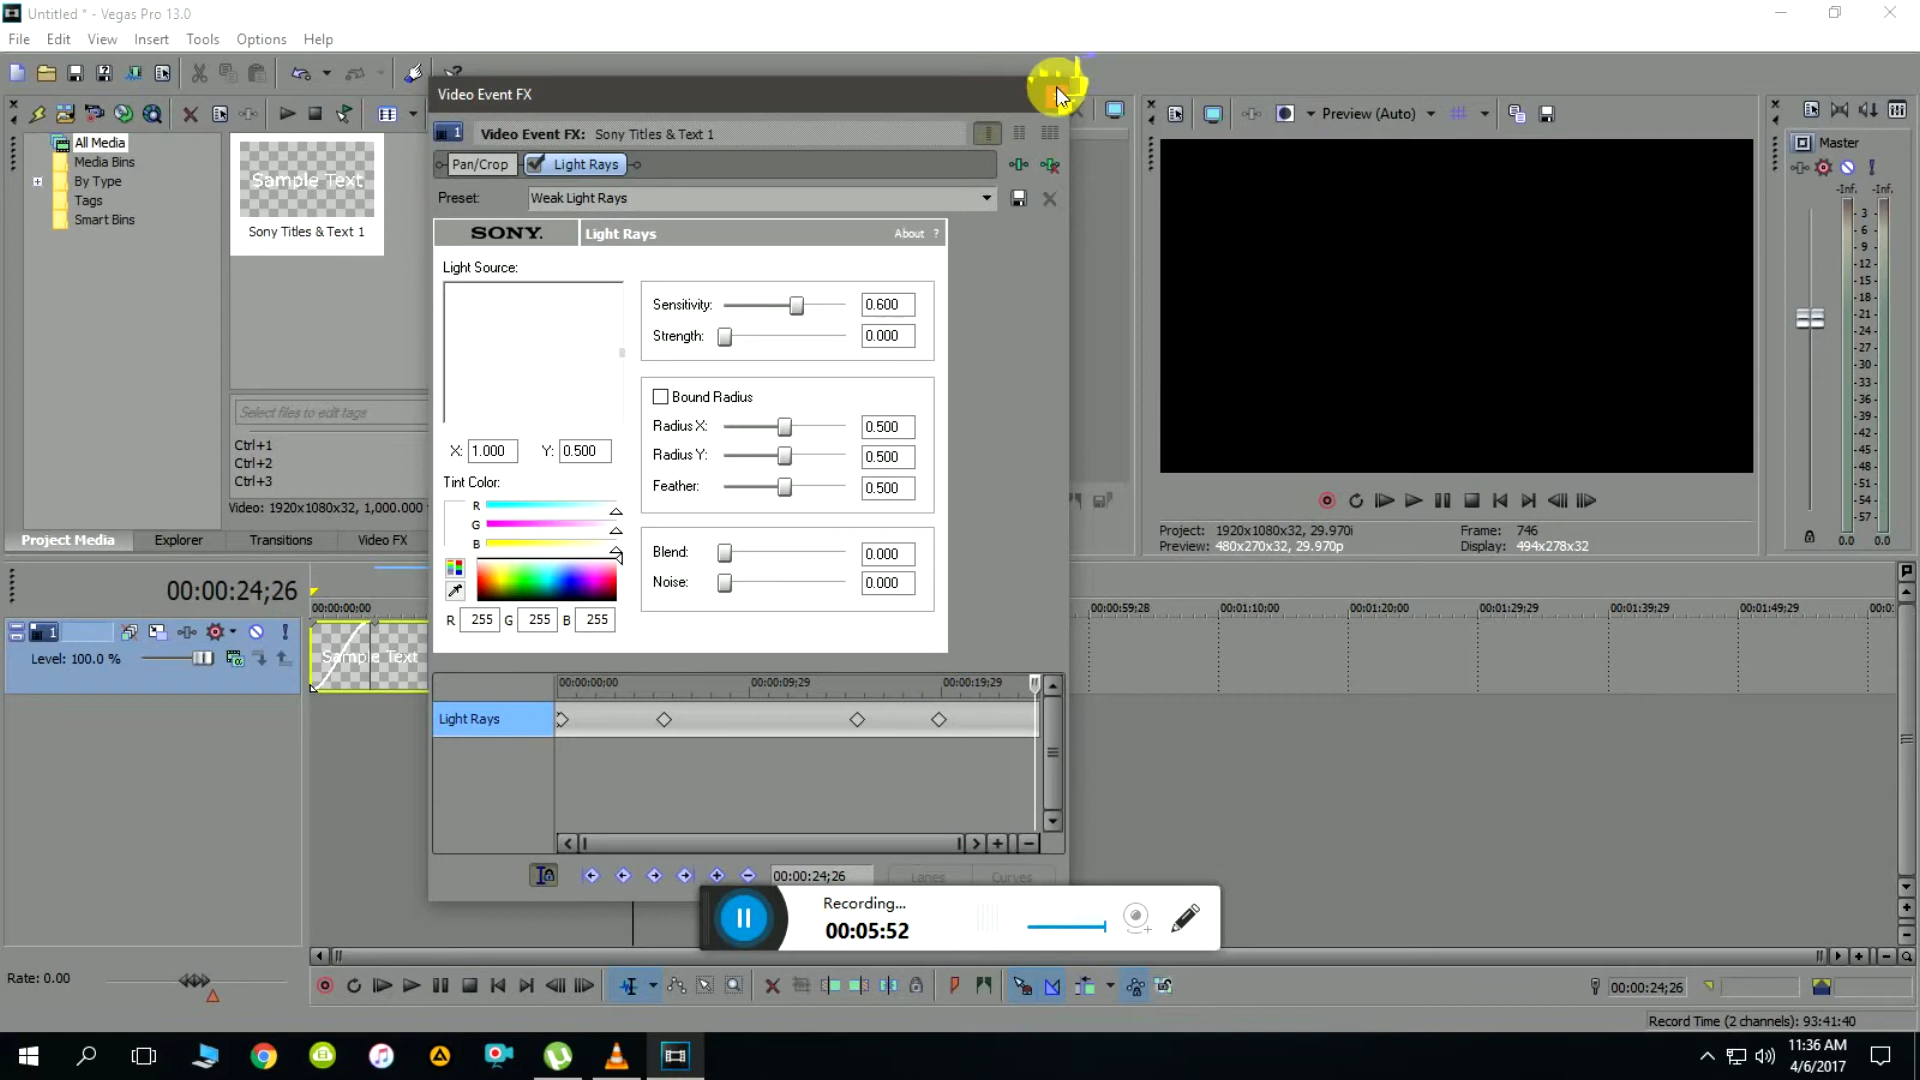 Untitled * - Vegas Pro 13.0
File Edit View Insert Tools Options Help
Video Event FX
1 Video Event FX: Sony Titles & Text 1
Pan/Crop Light Rays
Preset: Weak Light Rays
SONY. Light Rays About ?
Light Source:
Sensitivity: 0.600
Strength: 0.000
Bound Radius
Radius X: 0.500
Radius Y: 0.500
Feather: 0.500
X: 1.000 Y: 0.500
Tint Color:
R
G
B
Blend: 0.000
Noise: 0.000
R 255 G 255 B 255
00:00:00:00 00:00:09;29 00:00:19;29
Light Rays
00:00:24;26 Lanes Curves
All Media
Media Bins
By Type
Tags
Smart Bins
Sample Text
Sony Titles & Text 1
Select files to edit tags
Ctrl+1
Ctrl+2
Ctrl+3
Video: 1920x1080x32, 1,000.000
Project Media Explorer Transitions Video FX
Preview (Auto)
Project: 1920x1080x32, 29.970i
Preview: 480x270x32, 29.970p
Frame: 746
Display: 494x278x32
Master
-Inf. -Inf.
3
6
9
12
15
18
21
24
27
30
33
36
39
42
45
48
51
54
57
0.0 0.0
00:00:24;26
00:00:00;00 00:00:59;28 00:01:10;00 00:01:20;00 00:01:29;29 00:01:39;29 00:01:49;29 00:0
1
Level: 100.0 %
Sample Text
Recording...
00:05:52
Rate: 0.00
00:00:24;26
Record Time (2 channels): 93:41:40
11:36 AM
4/6/2017